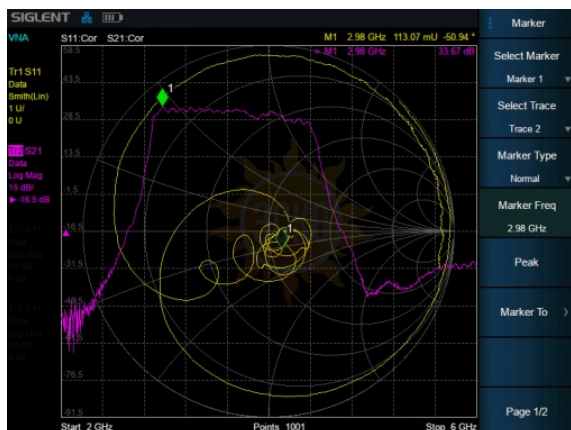 SIGLENT
Marker
VNA
S11:Cor S21:Cor
M1 2.98 GHz 113.07 mU -50.94 °
M1 2.98 GHz 33.67 dB
Tr1 S11
Data
Smith(Lin)
1 U/
0 U
Tr2 S21
Data
Log Mag
15 dB/
-16.5 dB
58.5
43.5
28.5
13.5
-1.5
-16.5
-31.5
-76.5
-91.5
1
1
Start 2 GHz
Points 1001
Stop 6 GHz
Select Marker
Marker 1
Select Trace
Trace 2
Marker Type
Normal
Marker Freq
2.98 GHz
Peak
Marker To
Page 1/2